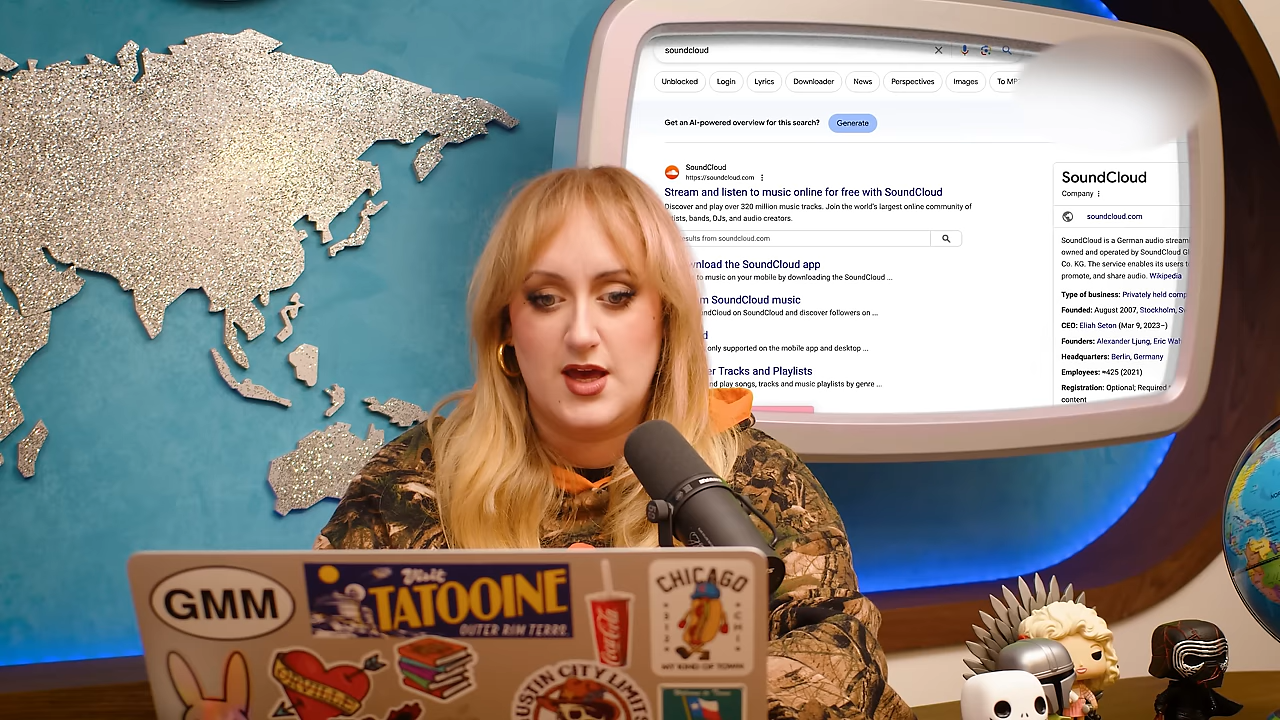 soundcloud
Unblocked Login Lyrics Downloader News Perspectives Images To
Get an AI-powered overview for this search? Generate
SoundCloud
https://soundcloud.com
Stream and listen to music online for free with SoundCloud
Discover and play over 320 million music tracks. Join the world's largest online community of
bands, DJs, and audio creators.
from soundcloud.com
the SoundCloud app
to music on your mobile by downloading the SoundCloud ...
SoundCloud music
on SoundCloud and discover followers on ...
only supported on the mobile app and desktop ...
Tracks and Playlists
play songs, tracks and music playlists by genre ...
SoundCloud
Company
soundcloud.com
SoundCloud is a German audio
owned and operated by SoundCloud
Co. KG. The service enables its users
promote, and share audio. Wikipedia
Type of business: Privately held
Founded: August 2007, Stockholm,
CEO: Eliah Seton (Mar 9, 2023–)
Founders: Alexander Ljung, Eric
Headquarters: Berlin, Germany
Employees: ≈425 (2021)
Registration: Optional; Required
content
GMM
Visit
TATOOINE
OUTER RIM TERRS.
Coca-Cola
CHICAGO
MY KIND OF TOWN
CITY LIMITS
Welcome to Texas